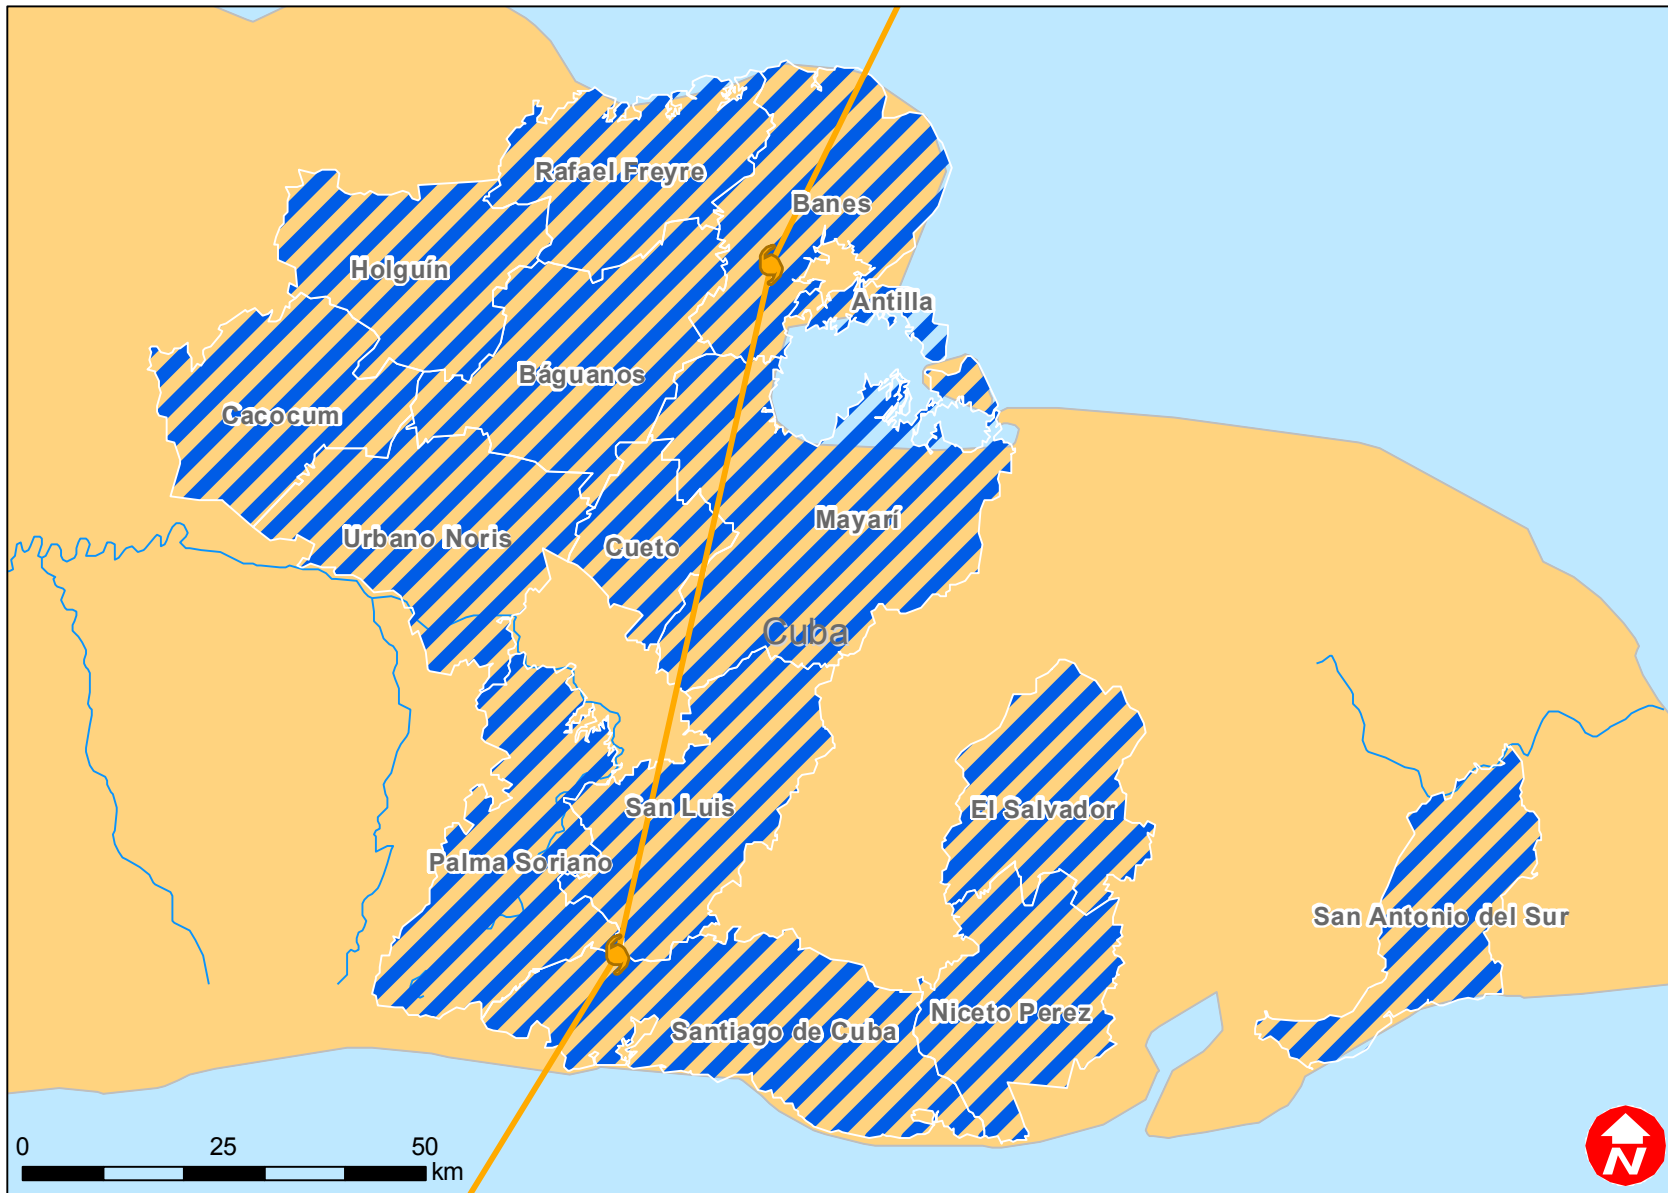 Rafael Freyre
Banes
Holguín
Antilla
Báguanos
Cacocum
Mayarí
Urbano Noris
Cueto
Cuba
San Luis
El Salvador
Palma Soriano
San Antonio del Sur
Niceto Perez
Santiago de Cuba
0 25 50
km
N